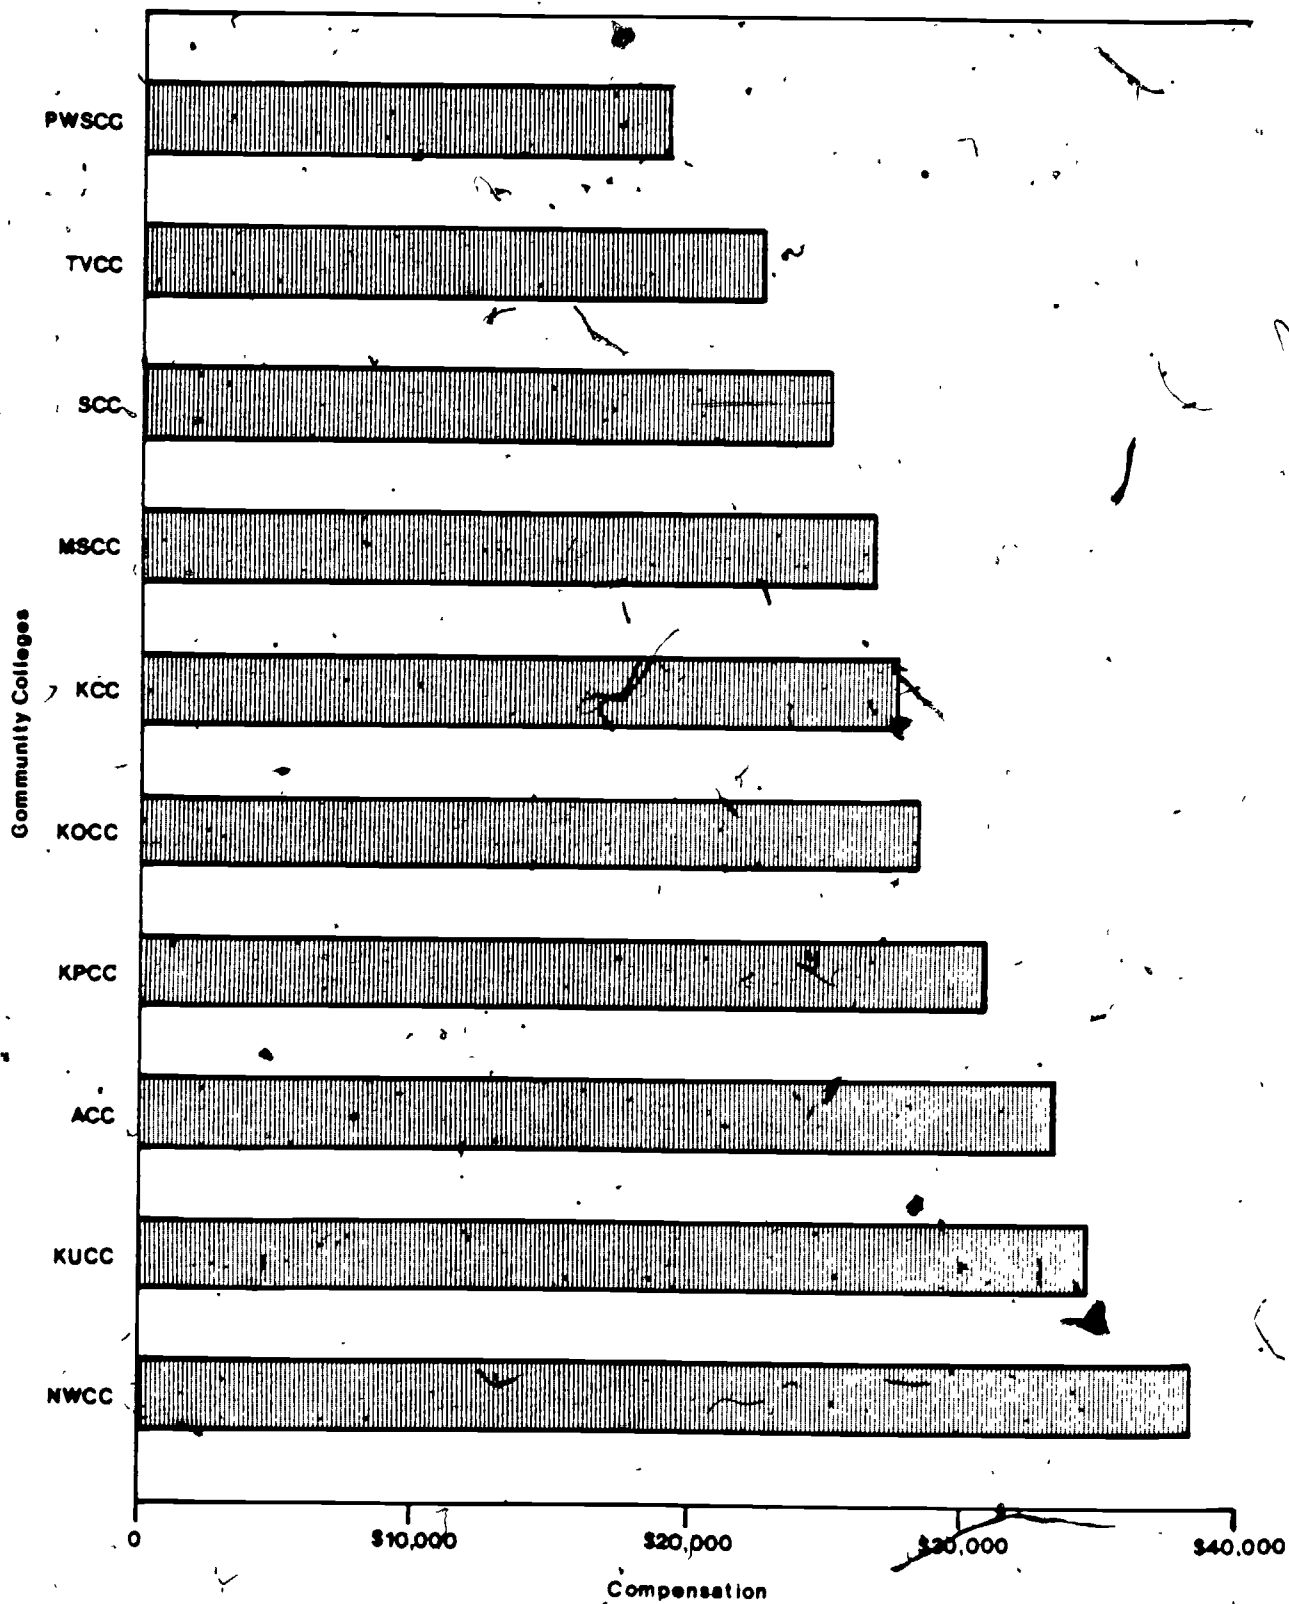 PWSCC
TVCC
SCC
MSCC
KCC
KOCC
KPCC
ACC
KUCC
NWCC
Community Colleges
0 $10,000 $20,000 $30,000 $40,000
Compensation